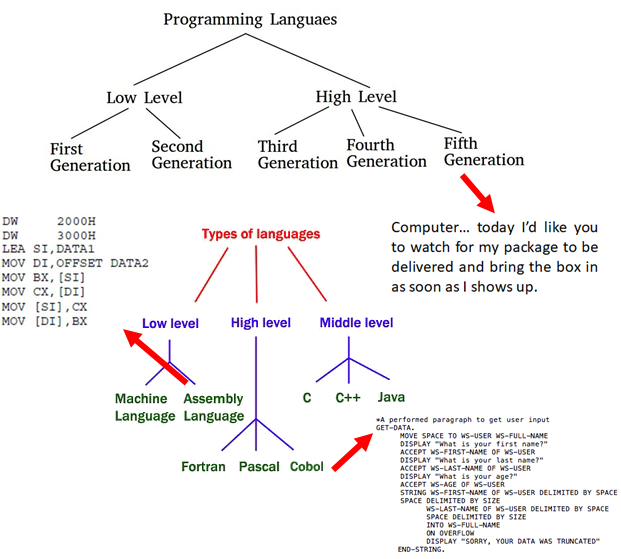 Programming Languaes
Low Level
High Level
First
Generation
Second
Generation
Third
Generation
Fourth
Generation
Fifth
Generation
Computer... today I'd like you
to watch for my package to be
delivered and bring the box in
as soon as I shows up.
DW 2000H
DW 3000H
LEA SI,DATA1
MOV DI,OFFSET DATA2
MOV BX,[SI]
MOV CX,[DI]
MOV [SI],CX
MOV [DI],BX
Types of languages
Low level
High level
Middle level
Machine
Language
Assembly
Language
C
C++
Java
Fortran
Pascal
Cobol
*A performed paragraph to get user input
GET-DATA.
MOVE SPACE TO WS-USER WS-FULL-NAME
DISPLAY "What is your first name?"
ACCEPT WS-FIRST-NAME OF WS-USER
DISPLAY "What is your last name?"
ACCEPT WS-LAST-NAME OF WS-USER
DISPLAY "What is your age?"
ACCEPT WS-AGE OF WS-USER
STRING WS-FIRST-NAME OF WS-USER DELIMITED BY SPACE
SPACE DELIMITED BY SIZE
WS-LAST-NAME OF WS-USER DELIMITED BY SPACE
SPACE DELIMITED BY SIZE
INTO WS-FULL-NAME
ON OVERFLOW
DISPLAY "SORRY, YOUR DATA WAS TRUNCATED"
END-STRING.